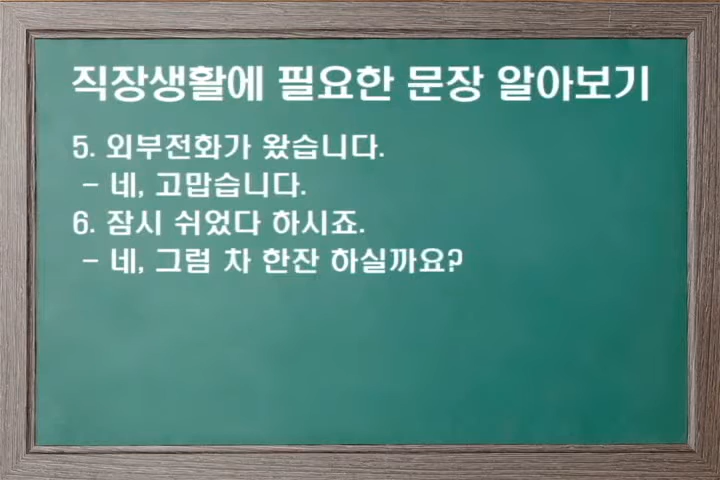 직장생활에 필요한 문장 알아보기
5. 외부전화가 왔습니다.
– 네, 고맙습니다.
6. 잠시 쉬었다 하시죠.
– 네, 그럼 차 한잔 하실까요?